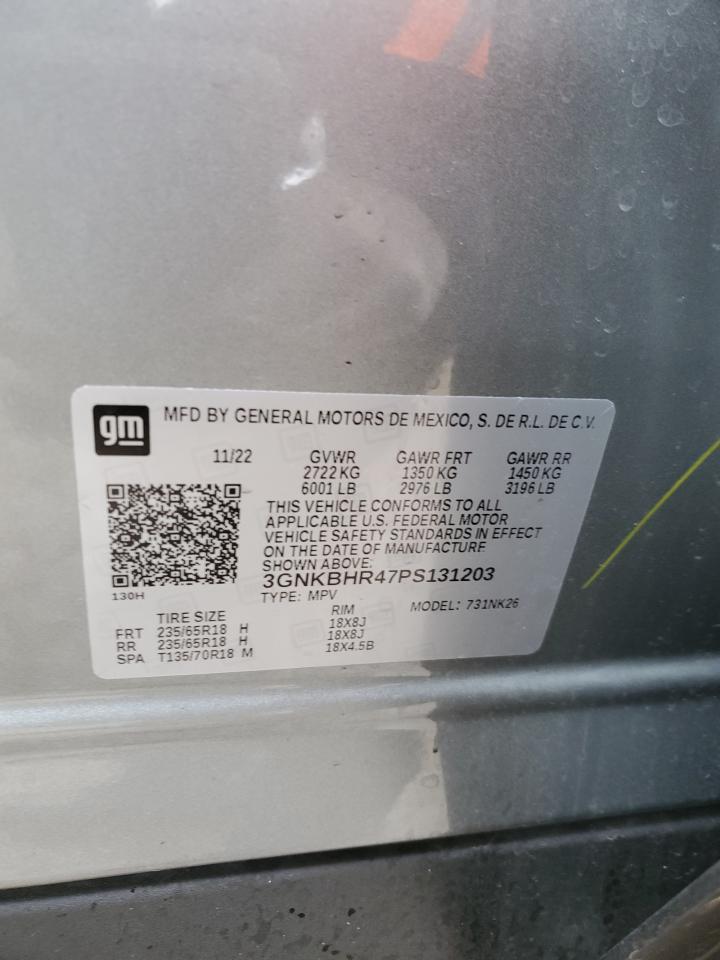 gm
MFD BY GENERAL MOTORS DE MEXICO, S. DE R.L. DE C.V.
11/22 GVWR GAWR FRT GAWR RR
2722 KG 1350 KG 1450 KG
6001 LB 2976 LB 3196 LB
THIS VEHICLE CONFORMS TO ALL
APPLICABLE U.S. FEDERAL MOTOR
VEHICLE SAFETY STANDARDS IN EFFECT
ON THE DATE OF MANUFACTURE
SHOWN ABOVE:
3GNKBHR47PS131203
130H
TYPE: MPV MODEL: 731NK26
TIRE SIZE RIM
FRT 235/65R18 H 18X8J
RR 235/65R18 H 18X8J
SPA T135/70R18 M 18X4.5B